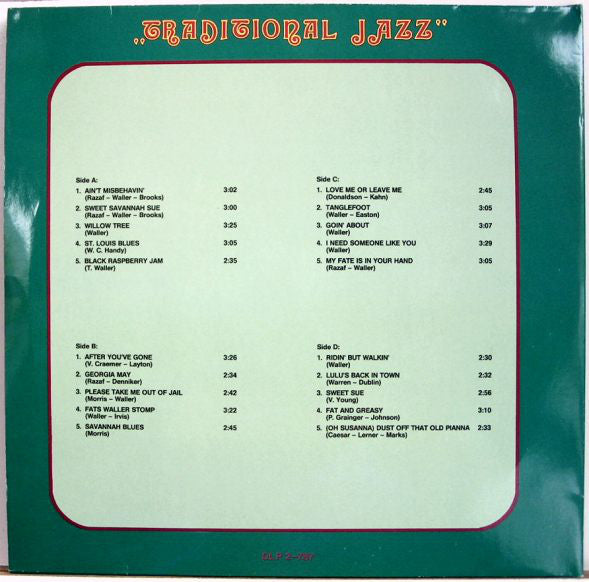 „TRADITIONAL JAZZ"
Side A:
1. AIN'T MISBEHAVIN' 3:02
(Razaf – Waller – Brooks)
2. SWEET SAVANNAH SUE 3:00
(Razaf – Waller – Brooks)
3. WILLOW TREE 3:25
(Waller)
4. ST. LOUIS BLUES 3:05
(W. C. Handy)
5. BLACK RASPBERRY JAM 2:35
(T. Waller)
Side B:
1. AFTER YOU'VE GONE 3:26
(V. Craemer – Layton)
2. GEORGIA MAY 2:34
(Razaf – Denniker)
3. PLEASE TAKE ME OUT OF JAIL 2:42
(Morris – Waller)
4. FATS WALLER STOMP 3:22
(Waller – Irvis)
5. SAVANNAH BLUES 2:45
(Morris)
Side C:
1. LOVE ME OR LEAVE ME 2:45
(Donaldson – Kahn)
2. TANGLEFOOT 3:05
(Waller – Easton)
3. GOIN' ABOUT 3:07
(Waller)
4. I NEED SOMEONE LIKE YOU 3:29
(Waller)
5. MY FATE IS IN YOUR HAND 3:05
(Razaf – Waller)
Side D:
1. RIDIN' BUT WALKIN' 2:30
(Waller)
2. LULU'S BACK IN TOWN 2:32
(Warren – Dublin)
3. SWEET SUE 2:56
(V. Young)
4. FAT AND GREASY 3:10
(P. Grainger – Johnson)
5. (OH SUSANNA) DUST OFF THAT OLD PIANNA 2:33
(Caesar – Lerner – Marks)
DLP 2–